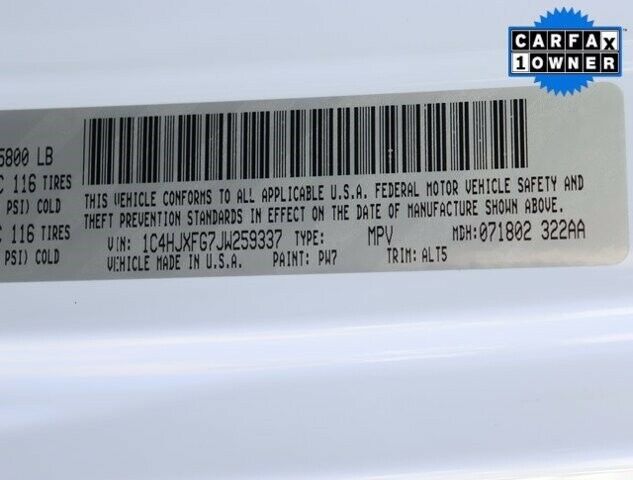 CARFAX
1 OWNER
5800 LB
C 116 TIRES
PSI) COLD
C 116 TIRES
PSI) COLD
THIS VEHICLE CONFORMS TO ALL APPLICABLE U.S.A. FEDERAL MOTOR VEHICLE SAFETY AND
THEFT PREVENTION STANDARDS IN EFFECT ON THE DATE OF MANUFACTURE SHOWN ABOVE.
VIN: 1C4HJXFG7JW259337 TYPE: MPV MDH: 071802 322AA
VEHICLE MADE IN U.S.A. PAINT: PW7 TRIM: ALT5